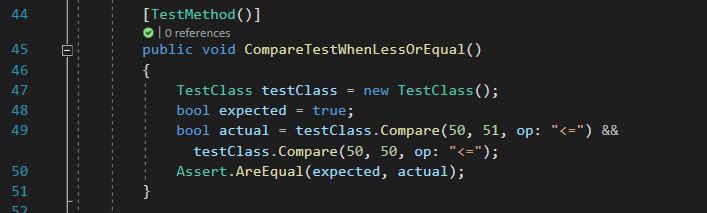 44 [TestMethod()]
| 0 references
45 public void CompareTestWhenLessOrEqual()
46 {
47 TestClass testClass = new TestClass();
48 bool expected = true;
49 bool actual = testClass.Compare(50, 51, op: "<=") &&
testClass.Compare(50, 50, op: "<=");
50 Assert.AreEqual(expected, actual);
51 }
52